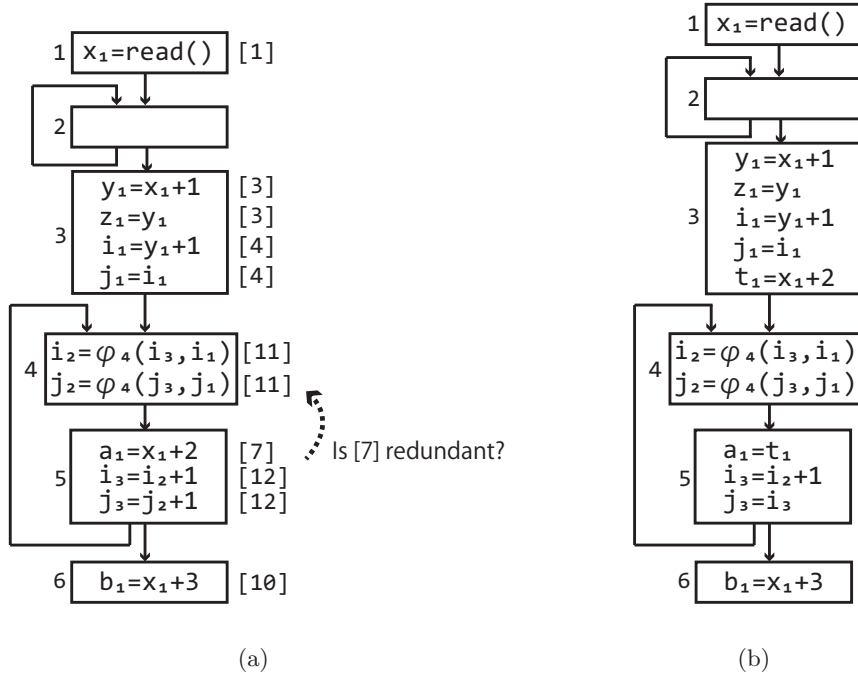 1 x₁=read() [1]
2
3
y₁=x₁+1 [3]
z₁=y₁ [3]
i₁=y₁+1 [4]
j₁=i₁ [4]
4
i₂=φ₄(i₃,i₁) [11]
j₂=φ₄(j₃,j₁) [11]
Is [7] redundant?
5
a₁=x₁+2 [7]
i₃=i₂+1 [12]
j₃=j₂+1 [12]
6 b₁=x₁+3 [10]
(a)
1 x₁=read()
2
3
y₁=x₁+1
z₁=y₁
i₁=y₁+1
j₁=i₁
t₁=x₁+2
4
i₂=φ₄(i₃,i₁)
j₂=φ₄(j₃,j₁)
5
a₁=t₁
i₃=i₂+1
j₃=i₃
6 b₁=x₁+3
(b)